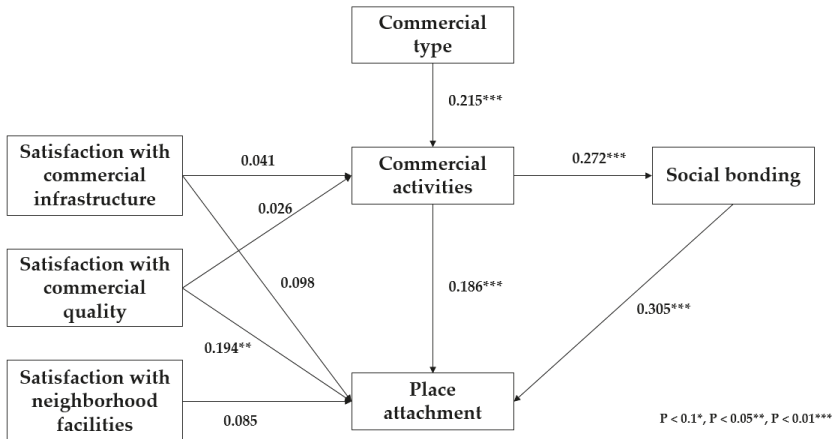 Commercial
type
0.215***
Satisfaction with
commercial
infrastructure
0.041
Commercial
activities
0.272***
Social bonding
0.026
Satisfaction with
commercial
quality
0.098
0.186***
0.305***
0.194**
Satisfaction with
neighborhood
facilities
0.085
Place
attachment
P < 0.1*, P < 0.05**, P < 0.01***